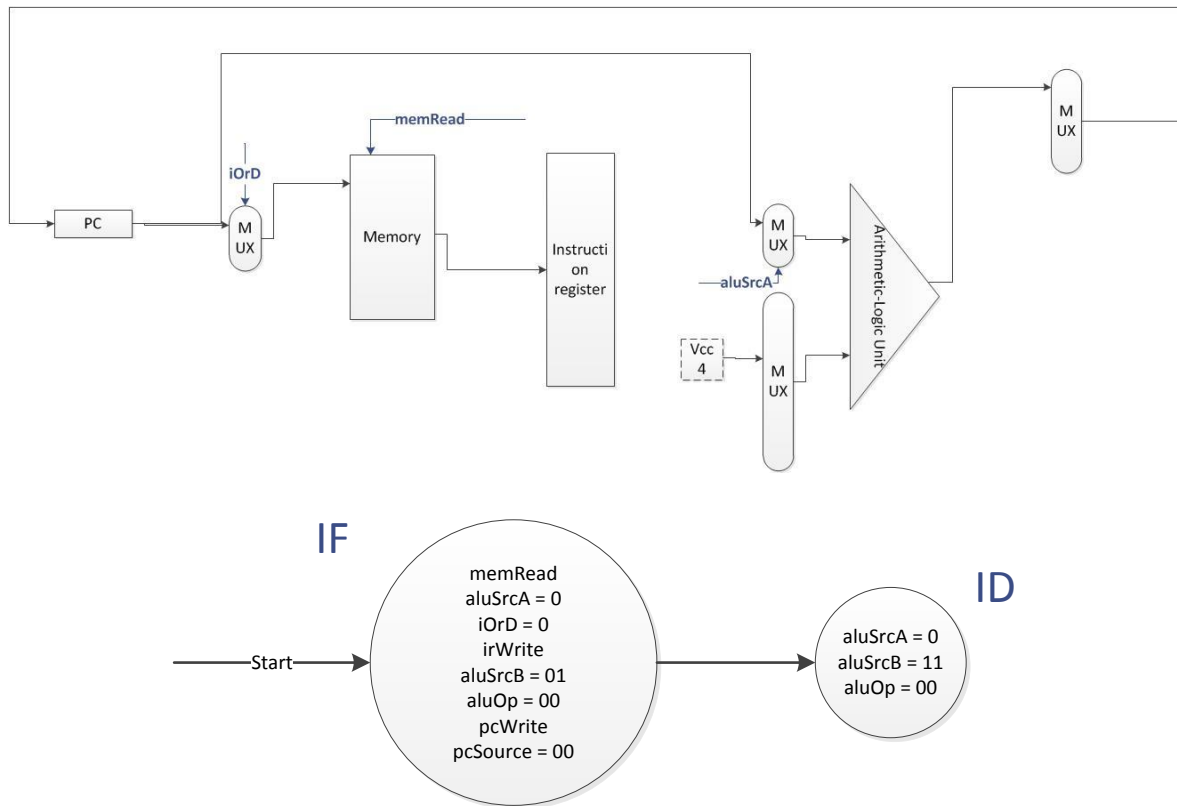 memRead
iOrD
PC
M
UX
Memory
Instructi
on
register
M
UX
aluSrcA
Vcc
4
M
UX
Arithmetic-Logic Unit
M
UX
IF
Start
memRead
aluSrcA = 0
iOrD = 0
irWrite
aluSrcB = 01
aluOp = 00
pcWrite
pcSource = 00
ID
aluSrcA = 0
aluSrcB = 11
aluOp = 00